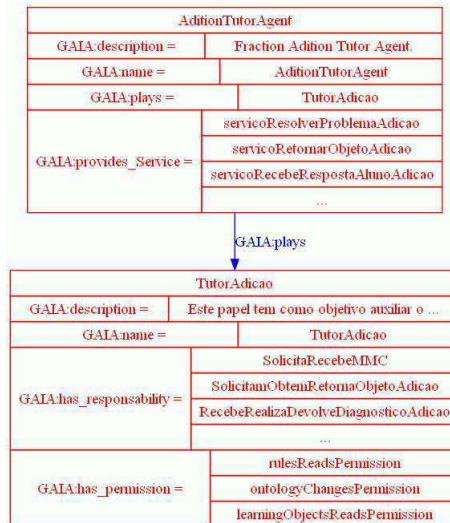 AditionTutorAgent
GAIA:description = Fraction Adition Tutor Agent.
GAIA:name = AditionTutorAgent
GAIA:plays = TutorAdicao
GAIA:provides_Service =
servicoResolverProblemaAdicao
servicoRetornarObjetoAdicao
servicoRecebeRespostaAlunoAdicao
...
GAIA:plays
TutorAdicao
GAIA:description = Este papel tem como objetivo auxiliar o ...
GAIA:name = TutorAdicao
GAIA:has_responsability =
SolicitaRecebeMMC
SolicitamObtemRetornaObjetoAdicao
RecebeRealizaDevolveDiagnosticoAdicao
...
GAIA:has_permission =
rulesReadsPermission
ontologyChangesPermission
learningObjectsReadsPermission